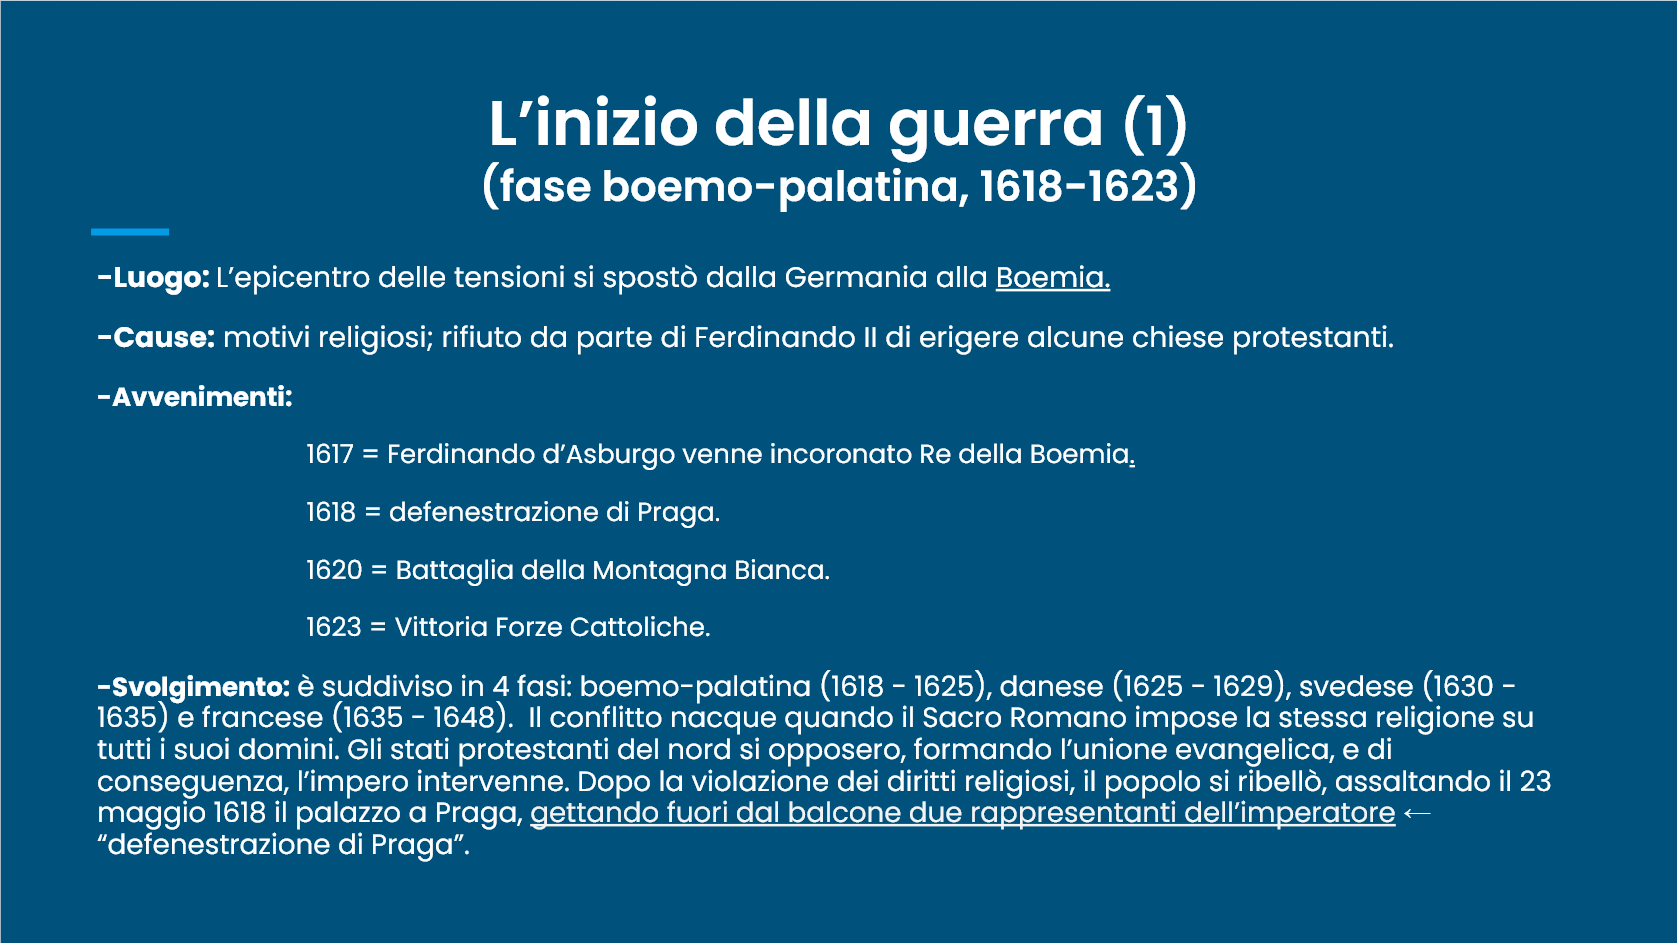 L’inizio della guerra (1)
(fase boemo-palatina, 1618-1623)
-Luogo: L’epicentro delle tensioni si spostò dalla Germania alla Boemia.
-Cause: motivi religiosi; rifiuto da parte di Ferdinando II di erigere alcune chiese protestanti.
-Avvenimenti:
1617 = Ferdinando d’Asburgo venne incoronato Re della Boemia.
1618 = defenestrazione di Praga.
1620 = Battaglia della Montagna Bianca.
1623 = Vittoria Forze Cattoliche.
-Svolgimento: è suddiviso in 4 fasi: boemo-palatina (1618 - 1625), danese (1625 - 1629), svedese (1630 -
1635) e francese (1635 - 1648).  Il conflitto nacque quando il Sacro Romano impose la stessa religione su
tutti i suoi domini. Gli stati protestanti del nord si opposero, formando l’unione evangelica, e di
conseguenza, l’impero intervenne. Dopo la violazione dei diritti religiosi, il popolo si ribellò, assaltando il 23
maggio 1618 il palazzo a Praga, gettando fuori dal balcone due rappresentanti dell’imperatore ←
“defenestrazione di Praga”.